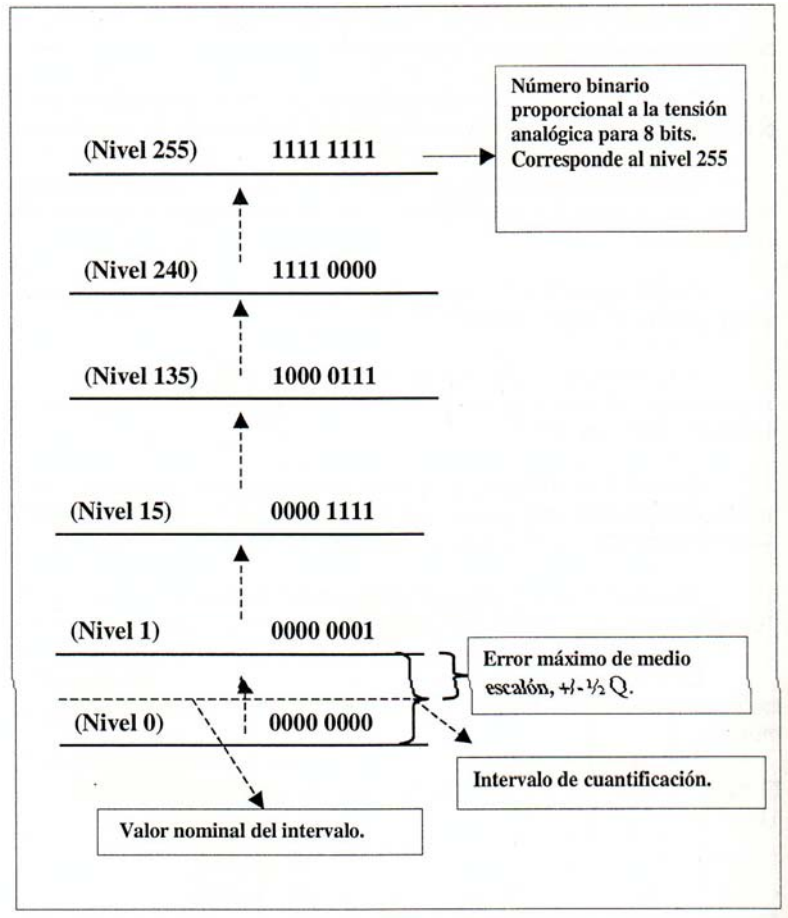 Número binario
proporcional a la tensión
analógica para 8 bits.
Corresponde al nivel 255
(Nivel 255) 1111 1111
(Nivel 240) 1111 0000
(Nivel 135) 1000 0111
(Nivel 15) 0000 1111
(Nivel 1) 0000 0001
Error máximo de medio
escalón, +/- ½ Q.
(Nivel 0) 0000 0000
Intervalo de cuantificación.
Valor nominal del intervalo.